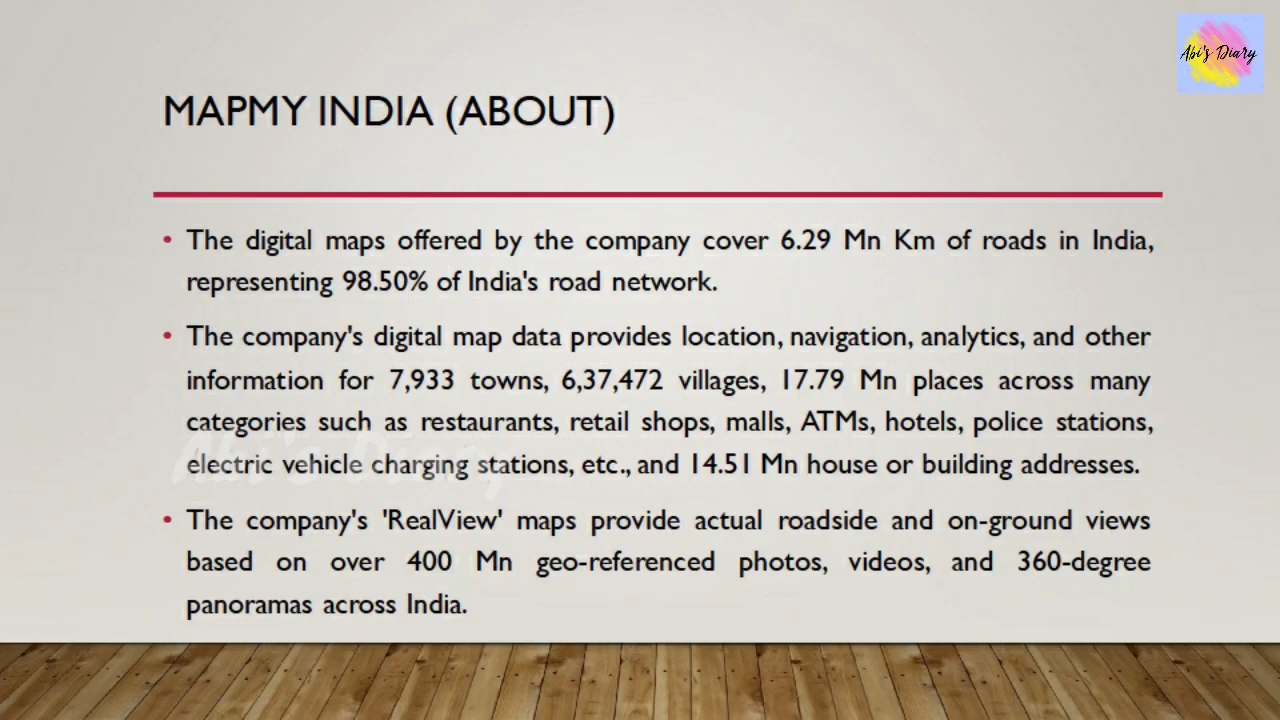 Abi's Diary
MAPMY INDIA (ABOUT)
• The digital maps offered by the company cover 6.29 Mn Km of roads in India,
representing 98.50% of India's road network.
• The company's digital map data provides location, navigation, analytics, and other
information for 7,933 towns, 6,37,472 villages, 17.79 Mn places across many
categories such as restaurants, retail shops, malls, ATMs, hotels, police stations,
Abi's Diary
electric vehicle charging stations, etc., and 14.51 Mn house or building addresses.
• The company's 'RealView' maps provide actual roadside and on-ground views
based on over 400 Mn geo-referenced photos, videos, and 360-degree
panoramas across India.